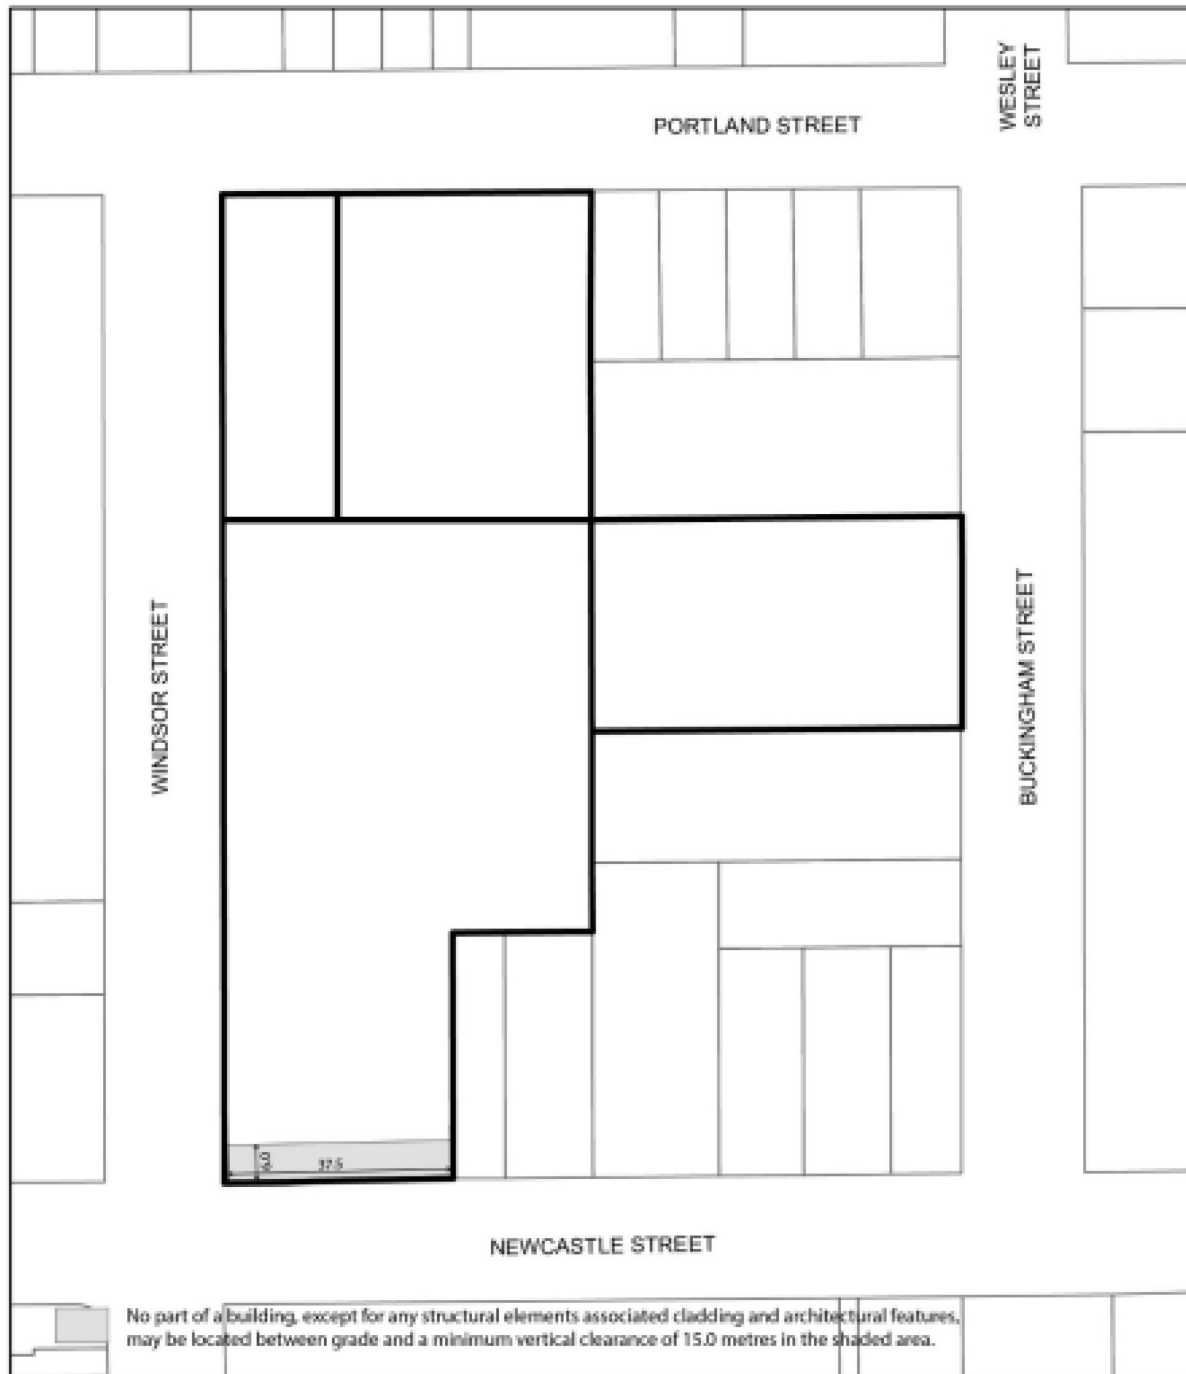 WESLEY
STREET
PORTLAND STREET
WINDSOR STREET
BUCKINGHAM STREET
6.0
37.5
NEWCASTLE STREET
No part of a building, except for any structural elements associated cladding and architectural features,
may be located between grade and a minimum vertical clearance of 15.0 metres in the shaded area.